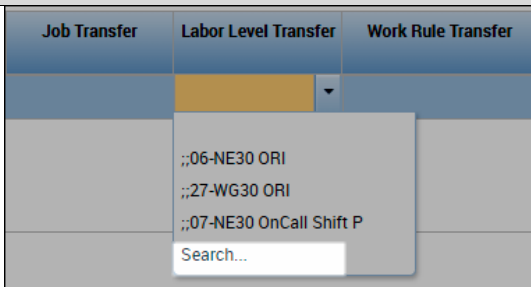 Job Transfer Labor Level Transfer Work Rule Transfer
;;06-NE30 ORI
;;27-WG30 ORI
;;07-NE30 OnCall Shift P
Search...